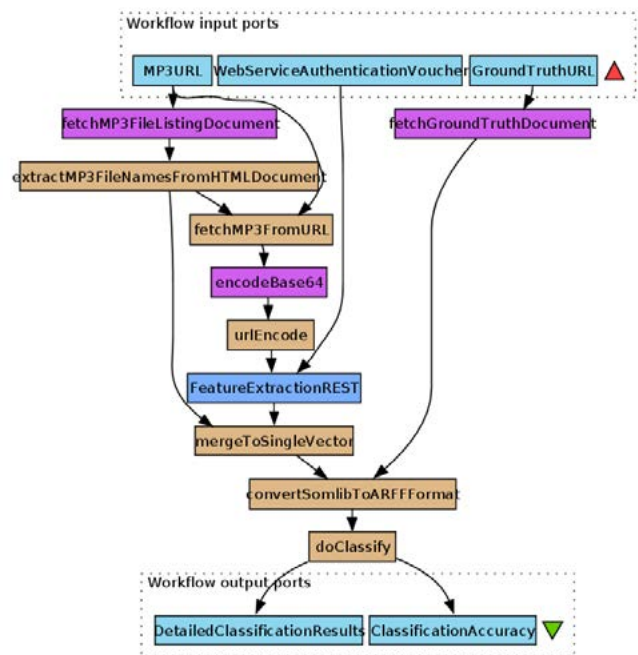 Workflow input ports
MP3URL WebServiceAuthenticationVoucher GroundTruthURL
fetchMP3FileListingDocument fetchGroundTruthDocument
extractMP3FileNamesFromHTMLDocument
fetchMP3FromURL
encodeBase64
urlEncode
FeatureExtractionREST
mergeToSingleVector
convertSomlibToARFFFormat
doClassify
Workflow output ports
DetailedClassificationResults ClassificationAccuracy